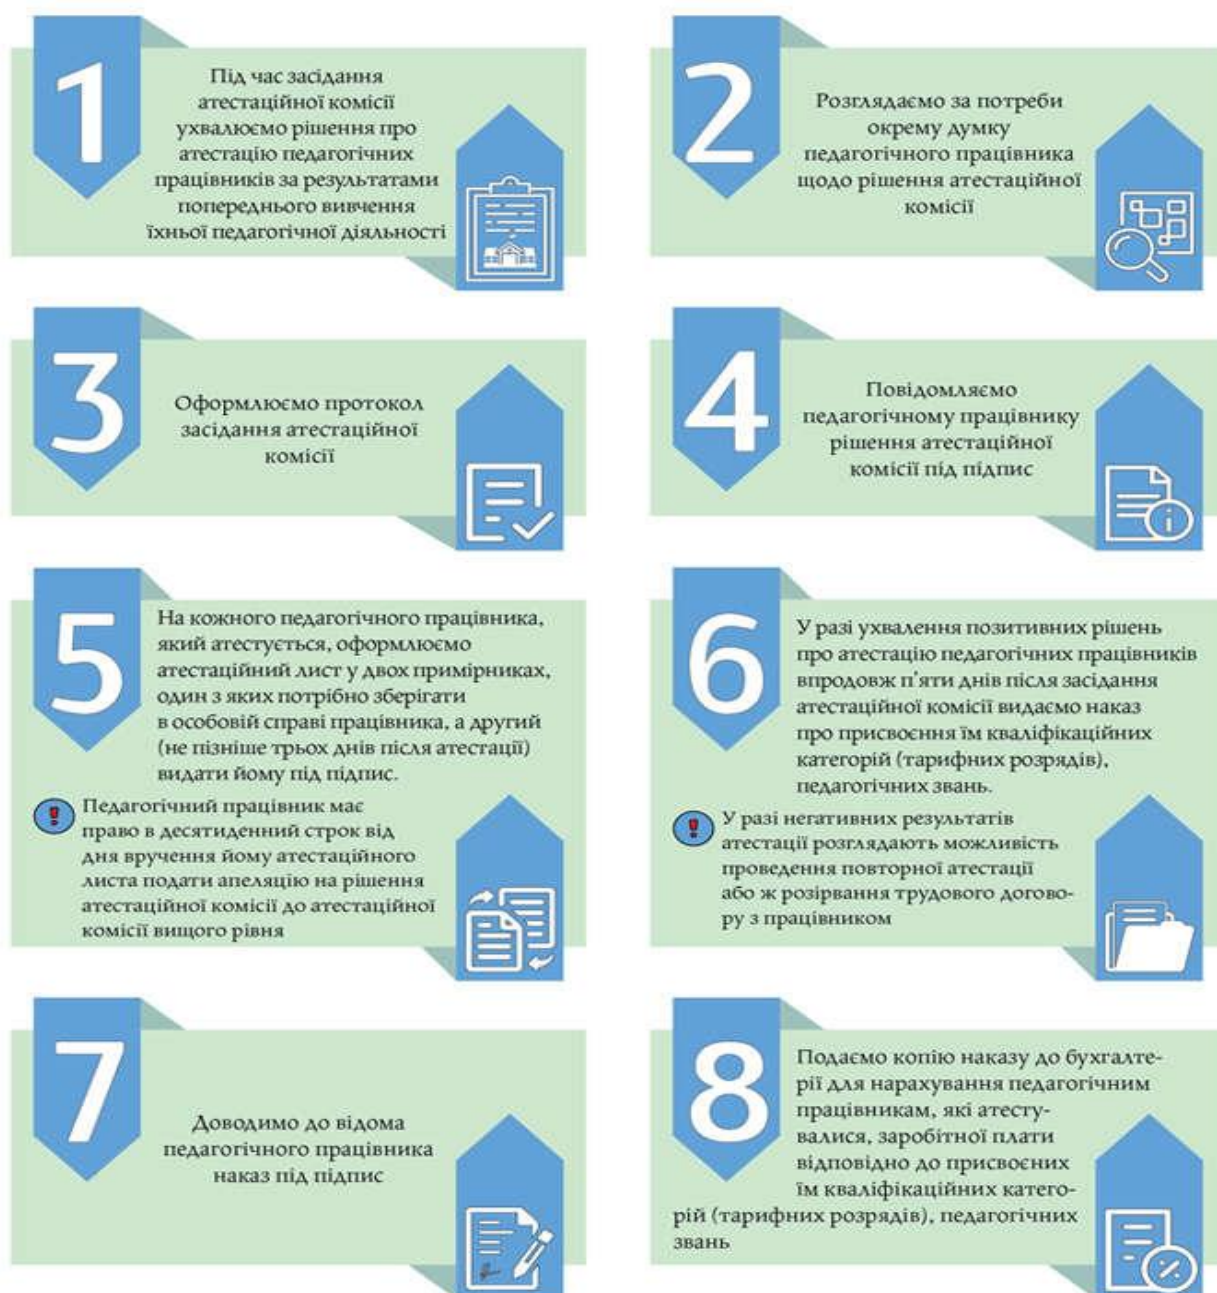 1
Під час засідання
атестаційної комісії
ухвалюємо рішення про
атестацію педагогічних
працівників за результатами
попереднього вивчення
їхньої педагогічної діяльності
2
Розглядаємо за потреби
окрему думку
педагогічного працівника
щодо рішення атестаційної
комісії
3
Оформлюємо протокол
засідання атестаційної
комісії
4
Повідомляємо
педагогічному працівнику
рішення атестаційної
комісії під підпис
5
На кожного педагогічного працівника,
який атестується, оформлюємо
атестаційний лист у двох примірниках,
один з яких потрібно зберігати
в особовій справі працівника, а другий
(не пізніше трьох днів після атестації)
видати йому під підпис.
! Педагогічний працівник має
право в десятиденний строк від
дня вручення йому атестаційного
листа подати апеляцію на рішення
атестаційної комісії до атестаційної
комісії вищого рівня
6
У разі ухвалення позитивних рішень
про атестацію педагогічних працівників
впродовж п’яти днів після засідання
атестаційної комісії видаємо наказ
про присвоєння їм кваліфікаційних
категорій (тарифних розрядів),
педагогічних звань.
! У разі негативних результатів
атестації розглядають можливість
проведення повторної атестації
або ж розірвання трудового догово-
ру з працівником
7
Доводимо до відома
педагогічного працівника
наказ під підпис
8
Подаємо копію наказу до бухгалте-
рії для нарахування педагогічним
працівникам, які атесту-
валися, заробітної плати
відповідно до присвоєних
їм кваліфікаційних катего-
рій (тарифних розрядів), педагогічних
звань